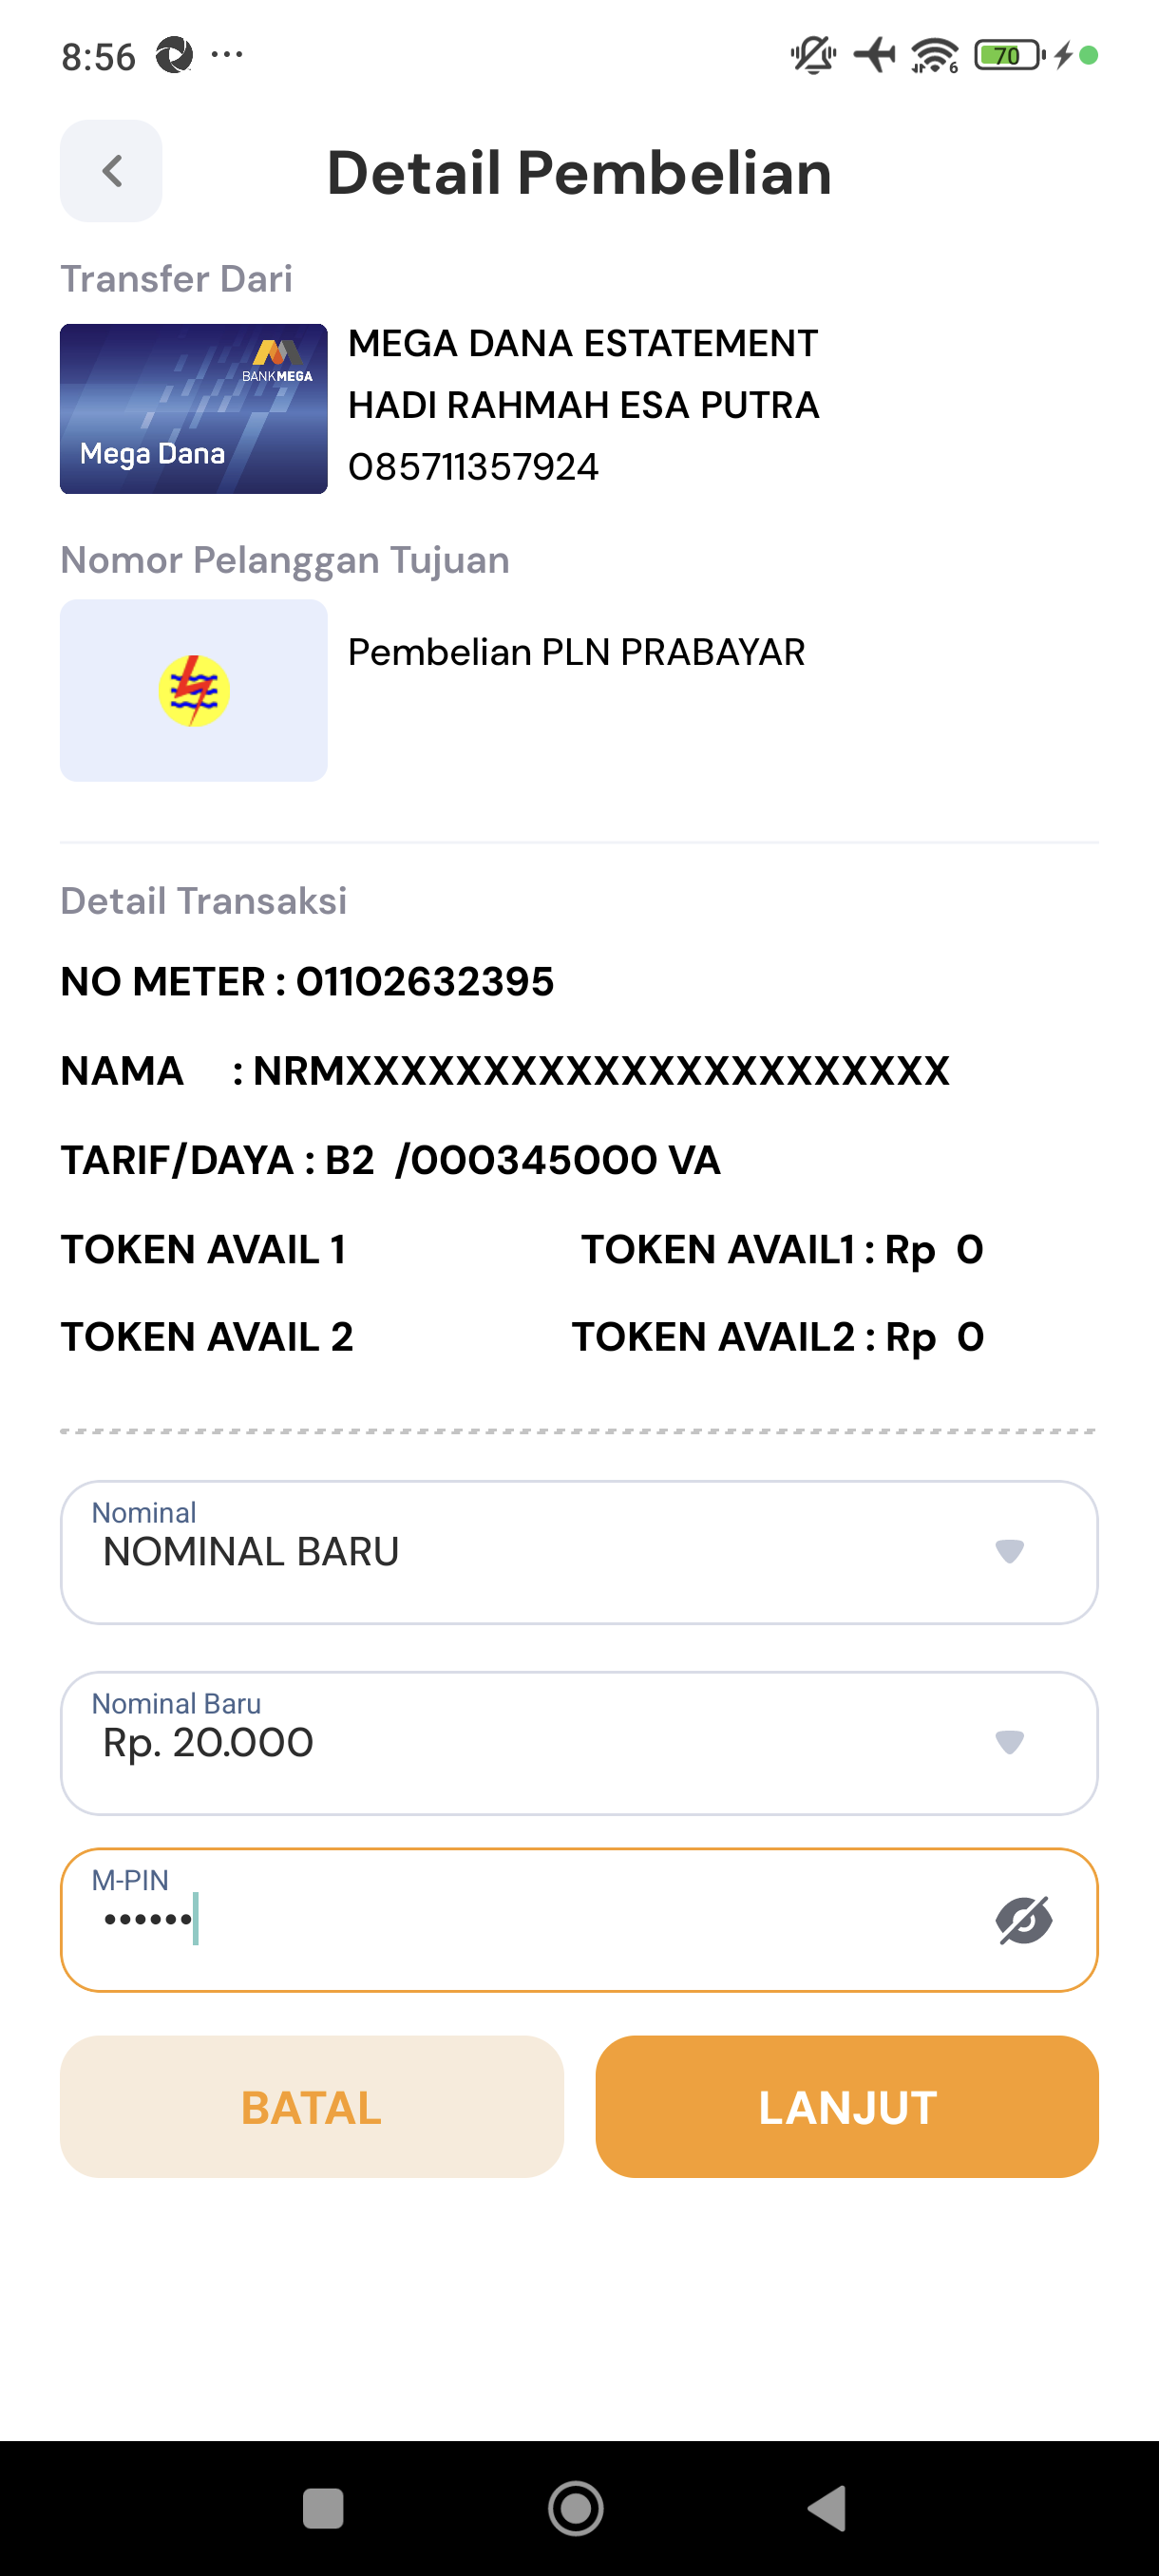 8:56 ...
6 70
Detail Pembelian
Transfer Dari
BANKMEGA
Mega Dana
MEGA DANA ESTATEMENT
HADI RAHMAH ESA PUTRA
085711357924
Nomor Pelanggan Tujuan
Pembelian PLN PRABAYAR
Detail Transaksi
NO METER : 01102632395
NAMA : NRMXXXXXXXXXXXXXXXXXXXXXX
TARIF/DAYA : B2 /000345000 VA
TOKEN AVAIL 1 TOKEN AVAIL1 : Rp 0
TOKEN AVAIL 2 TOKEN AVAIL2 : Rp 0
Nominal
NOMINAL BARU
Nominal Baru
Rp. 20.000
M-PIN
••••••
BATAL LANJUT